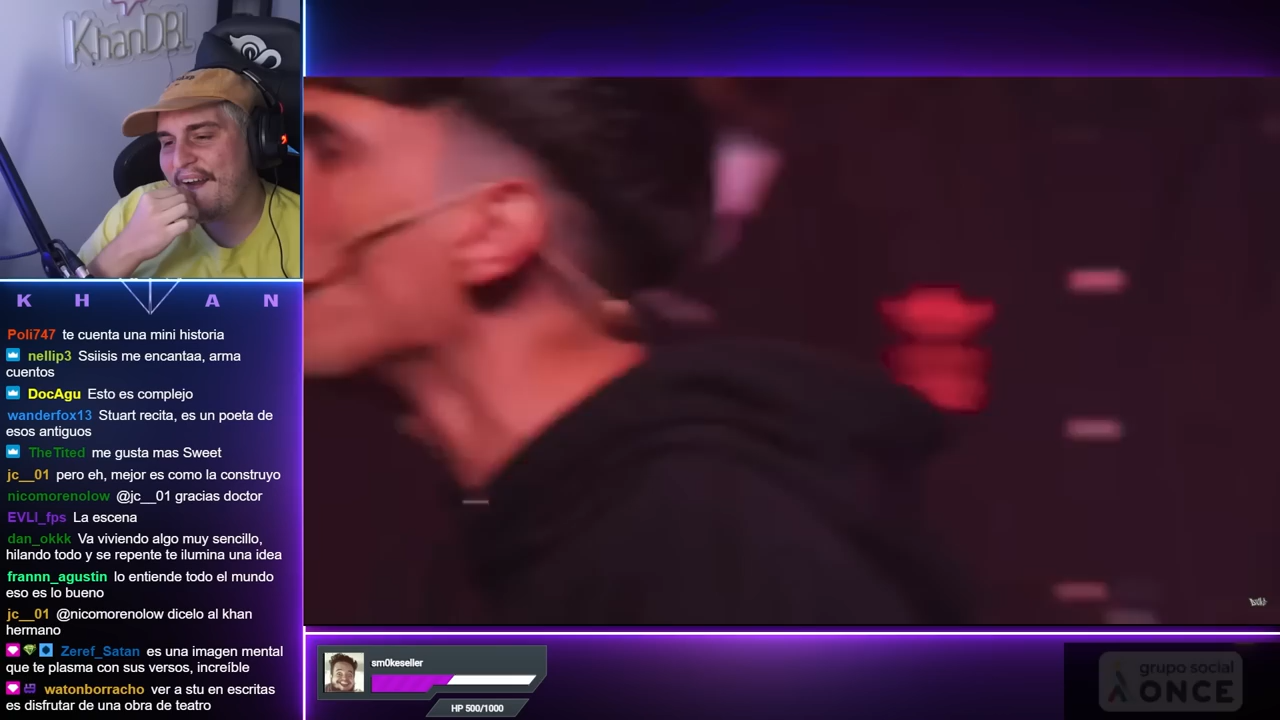 KhanDBL
K H A N
Poli747 te cuenta una mini historia
nellip3 Ssiisis me encantaa, arma
cuentos
DocAgu Esto es complejo
wanderfox13 Stuart recita, es un poeta de
esos antiguos
TheTited me gusta mas Sweet
jc__01 pero eh, mejor es como la construyo
nicomorenolow @jc__01 gracias doctor
EVLI_fps La escena
dan_okkk Va viviendo algo muy sencillo,
hilando todo y se repente te ilumina una idea
frannn_agustin lo entiende todo el mundo
eso es lo bueno
jc__01 @nicomorenolow dicelo al khan
hermano
Zeref_Satan es una imagen mental
que te plasma con sus versos, increíble
watonborracho ver a stu en escritas
es disfrutar de una obra de teatro
sm0keseller
HP 500/1000
grupo social
ONCE